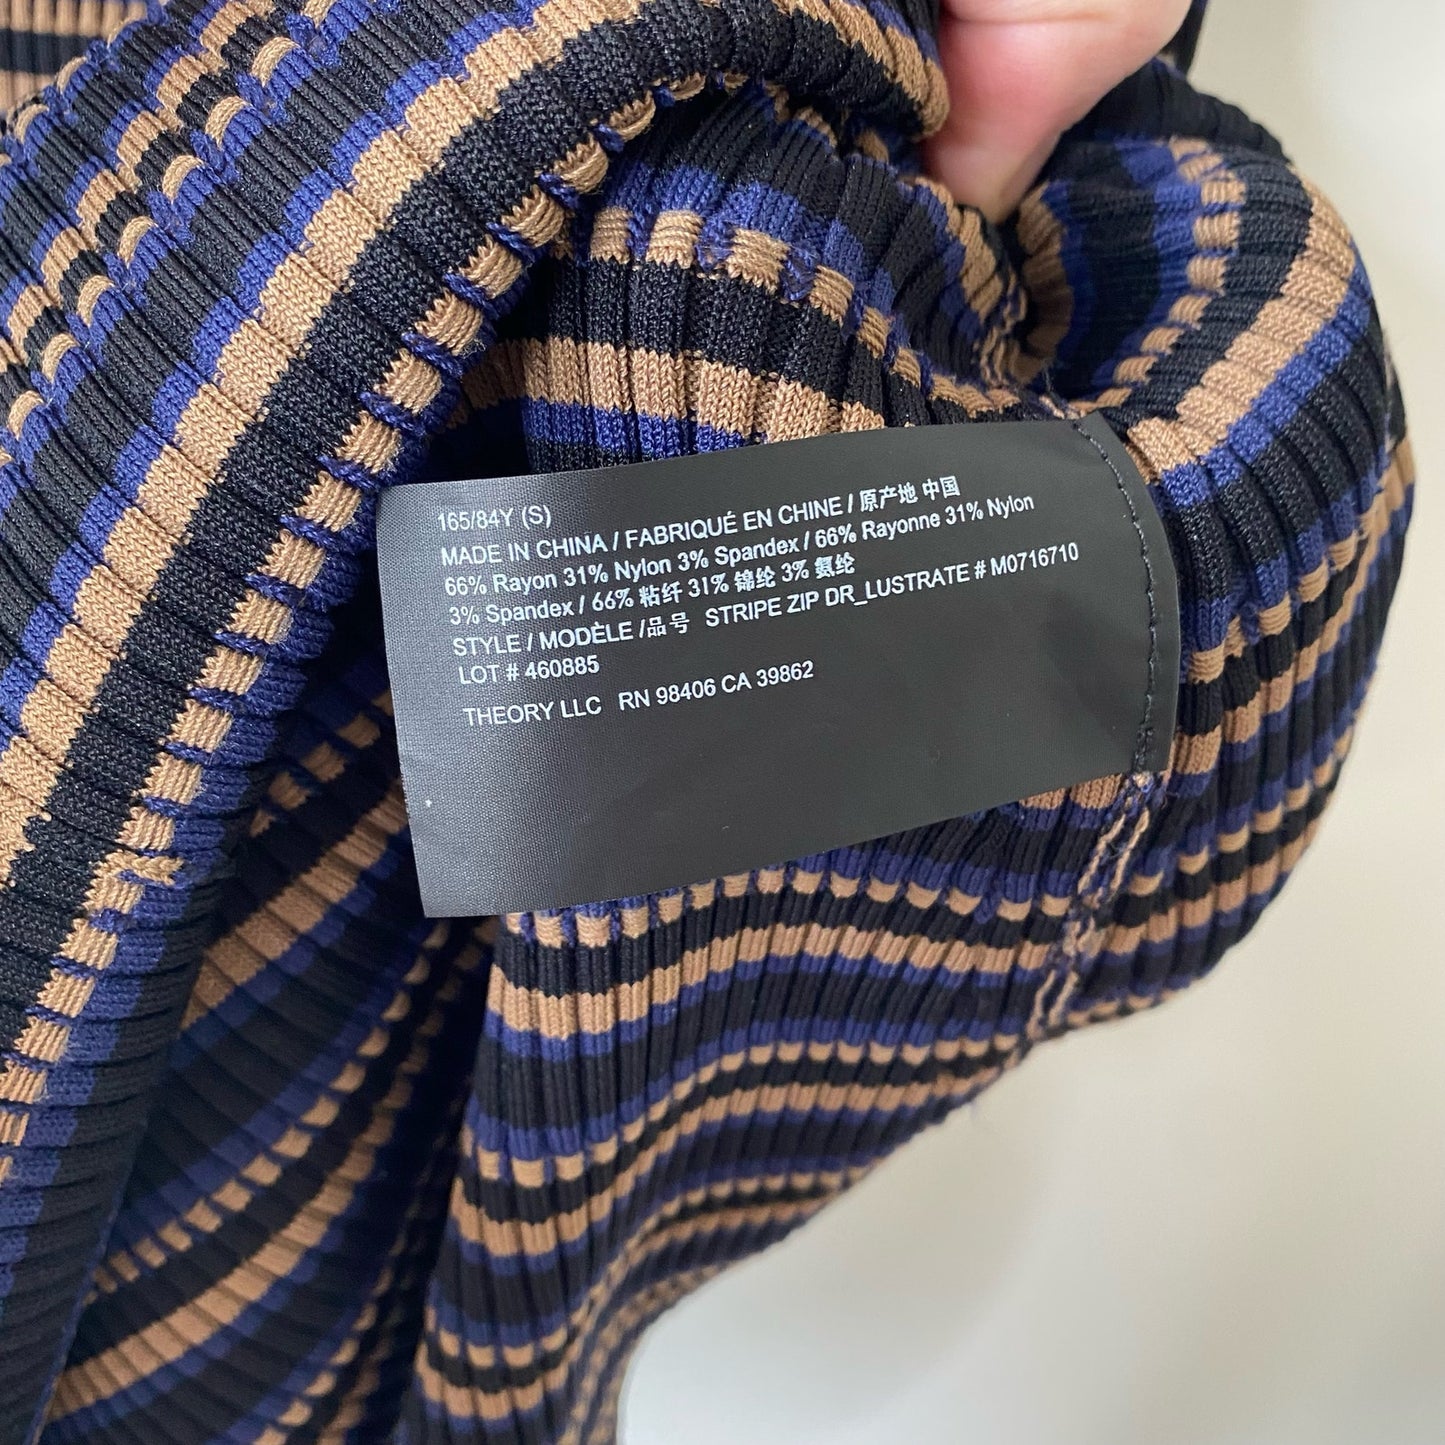 165/84Y (S)
MADE IN CHINA / FABRIQUÉ EN CHINE / 原产地 中国
66% Rayon 31% Nylon 3% Spandex / 66% Rayonne 31% Nylon
3% Spandex / 66% 粘纤 31% 锦纶 3% 氨纶
STYLE / MODÈLE /品号 STRIPE ZIP DR_LUSTRATE # M0716710
LOT # 460885
THEORY LLC RN 98406 CA 39862